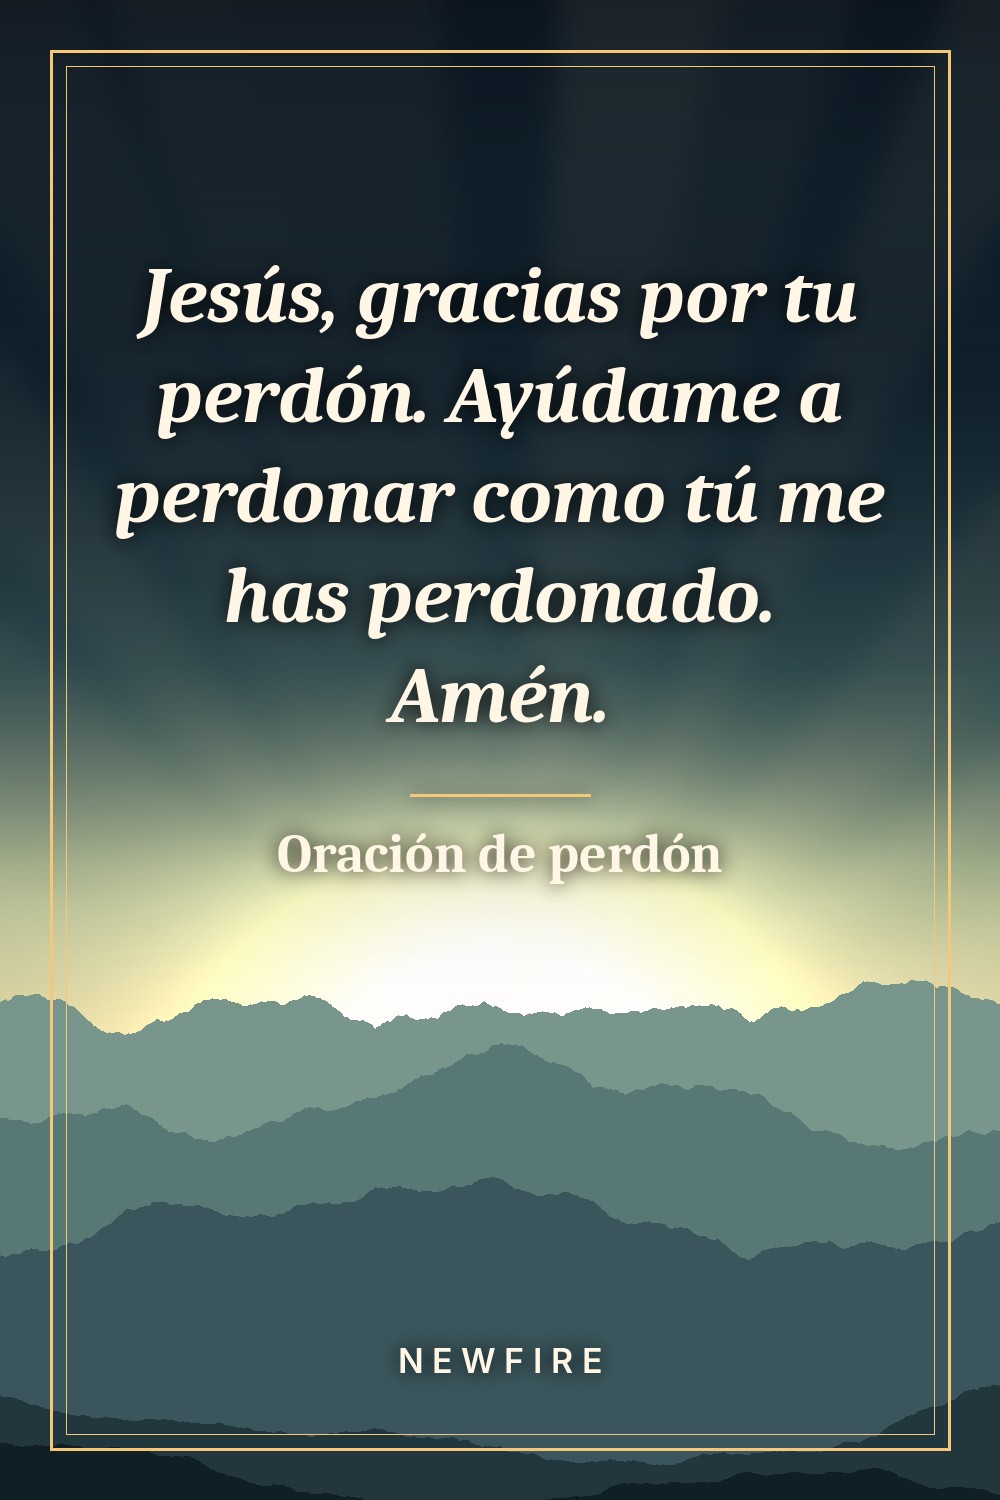 Jesús, gracias por tu
perdón. Ayúdame a
perdonar como tú me
has perdonado.
Amén.
Oración de perdón
NEWFIRE